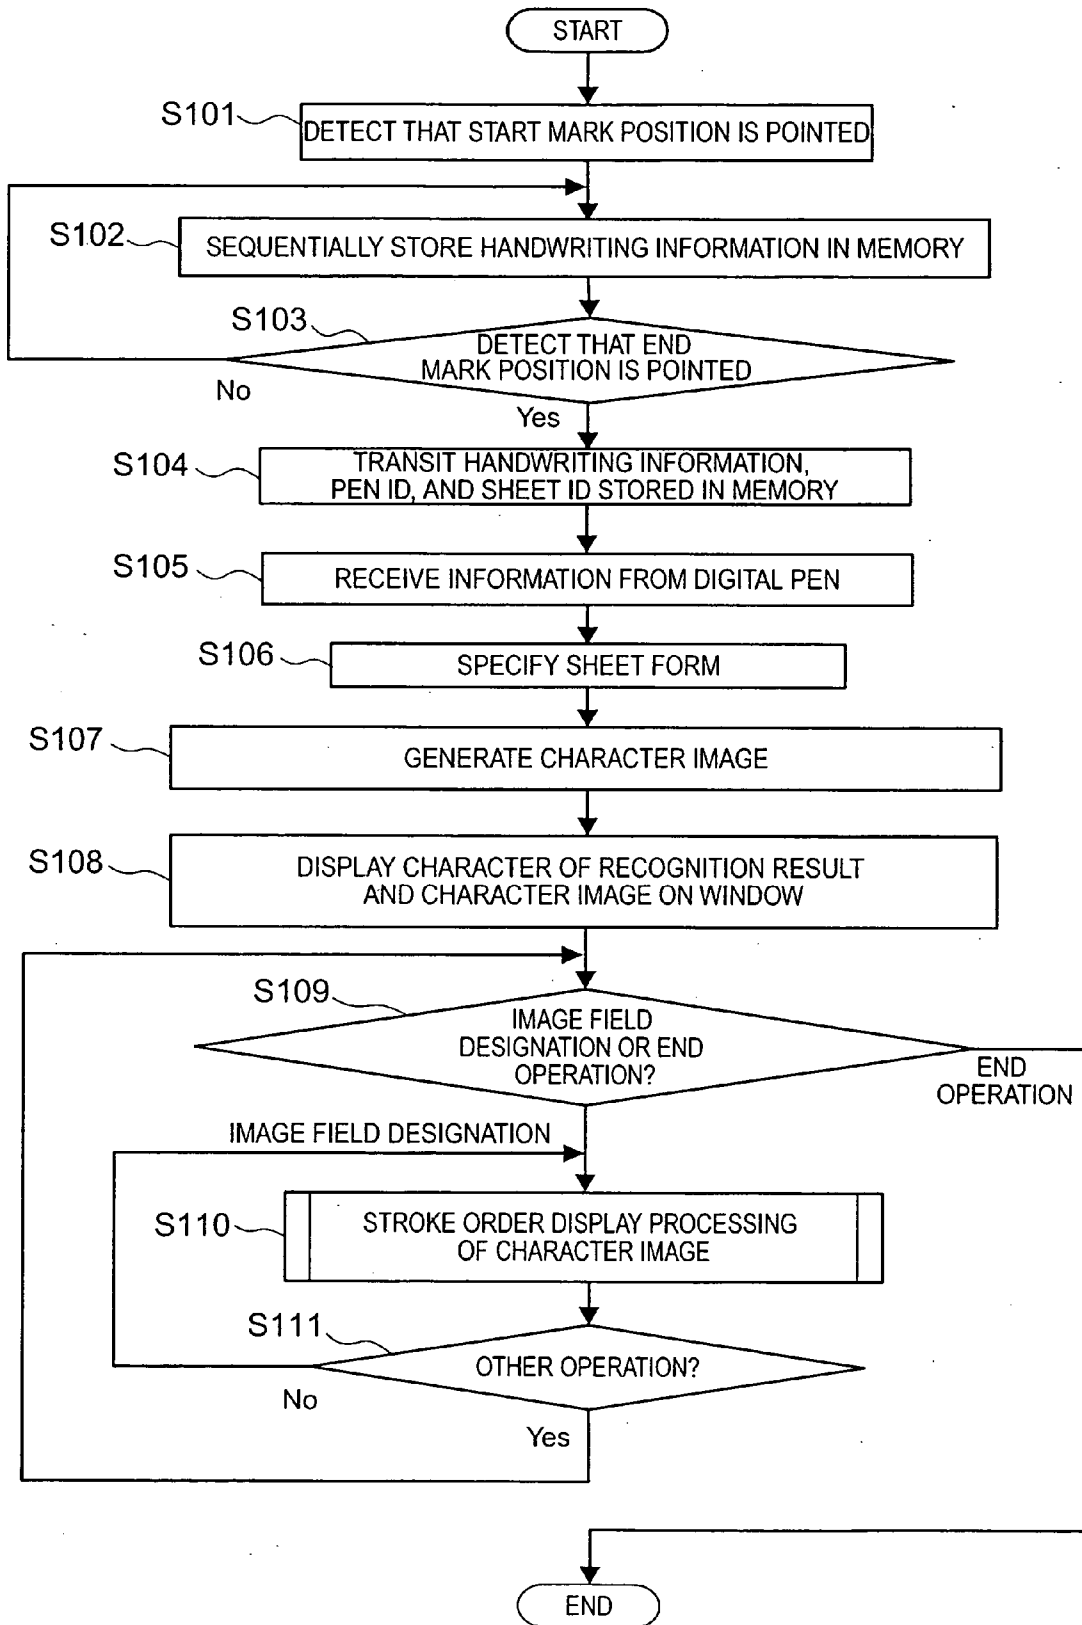 START
S101
DETECT THAT START MARK POSITION IS POINTED
S102
SEQUENTIALLY STORE HANDWRITING INFORMATION IN MEMORY
S103
DETECT THAT END
MARK POSITION IS POINTED
No
Yes
S104
TRANSIT HANDWRITING INFORMATION,
PEN ID, AND SHEET ID STORED IN MEMORY
S105
RECEIVE INFORMATION FROM DIGITAL PEN
S106
SPECIFY SHEET FORM
S107
GENERATE CHARACTER IMAGE
S108
DISPLAY CHARACTER OF RECOGNITION RESULT
AND CHARACTER IMAGE ON WINDOW
S109
IMAGE FIELD
DESIGNATION OR END
OPERATION?
END
OPERATION
IMAGE FIELD DESIGNATION
S110
STROKE ORDER DISPLAY PROCESSING
OF CHARACTER IMAGE
S111
OTHER OPERATION?
No
Yes
END